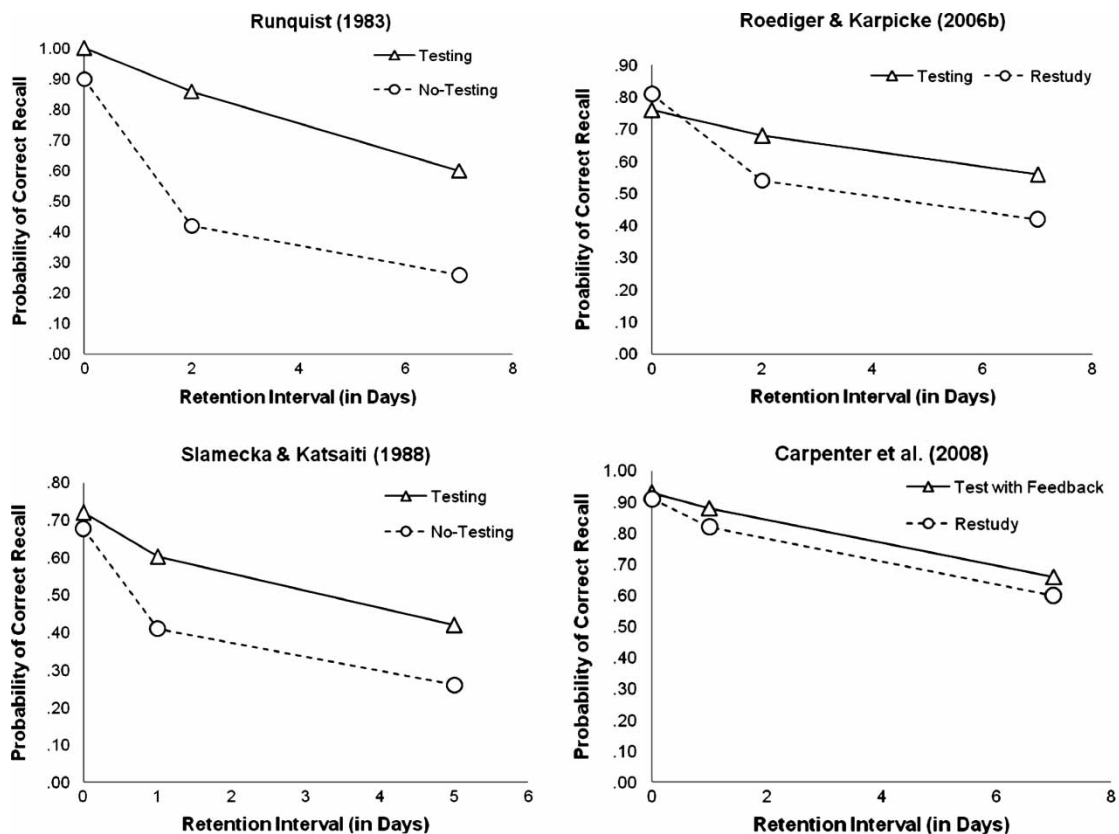 Runquist (1983)
Testing
No-Testing
Probability of Correct Recall
1.00
.90
.80
.70
.60
.50
.40
.30
.20
.10
.00
0 2 4 6 8
Retention Interval (in Days)
Roediger & Karpicke (2006b)
Testing Restudy
Proability of Correct Recall
.90
.80
.70
.60
.50
.40
.30
.20
.10
.00
0 2 4 6 8
Retention Interval (in Days)
Slamecka & Katsaiti (1988)
Testing
No-Testing
Probability of Correct Recall
.80
.70
.60
.50
.40
.30
.20
.10
.00
0 1 2 3 4 5 6
Retention Interval (in Days)
Carpenter et al. (2008)
Test with Feedback
Restudy
Probability of Correct Recall
1.00
.90
.80
.70
.60
.50
.40
.30
.20
.10
.00
0 2 4 6 8
Retention Interval (in Days)